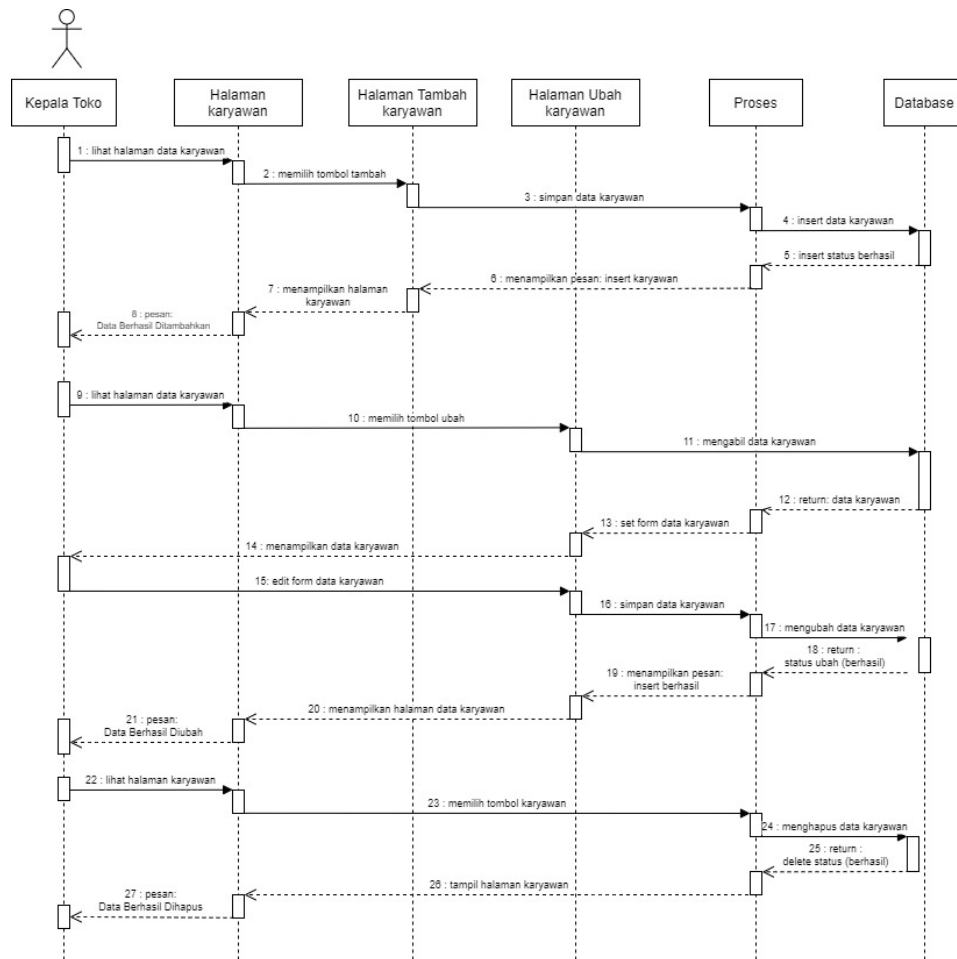 Kepala Toko
Halaman
karyawan
Halaman Tambah
karyawan
Halaman Ubah
karyawan
Proses
Database
1 : lihat halaman data karyawan
2 : memilih tombol tambah
3 : simpan data karyawan
4 : insert data karyawan
5 : insert status berhasil
6 : menampilkan pesan: insert karyawan
7 : menampilkan halaman
karyawan
8 : pesan:
Data Berhasil Ditambahkan
9 : lihat halaman data karyawan
10 : memilih tombol ubah
11 : mengabil data karyawan
12 : return: data karyawan
13 : set form data karyawan
14 : menampilkan data karyawan
15: edit form data karyawan
16 : simpan data karyawan
17 : mengubah data karyawan
18 : return :
status ubah (berhasil)
19 : menampilkan pesan:
insert berhasil
20 : menampilkan halaman data karyawan
21 : pesan:
Data Berhasil Diubah
22 : lihat halaman karyawan
23 : memilih tombol karyawan
24 : menghapus data karyawan
25 : return :
delete status (berhasil)
26 : tampil halaman karyawan
27 : pesan:
Data Berhasil Dihapus